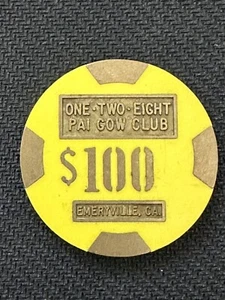 ONE·TWO·EIGHT
PAI GOW CLUB
$100
EMERYVILLE, CA.